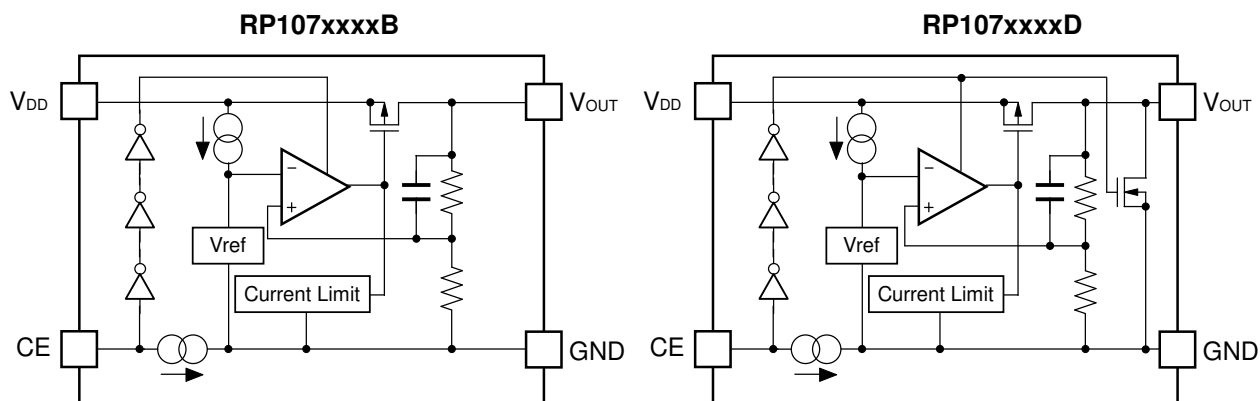 RP107xxxxB
VDD
VOUT
−
+
Vref
Current Limit
CE
GND
RP107xxxxD
VDD
VOUT
−
+
Vref
Current Limit
CE
GND